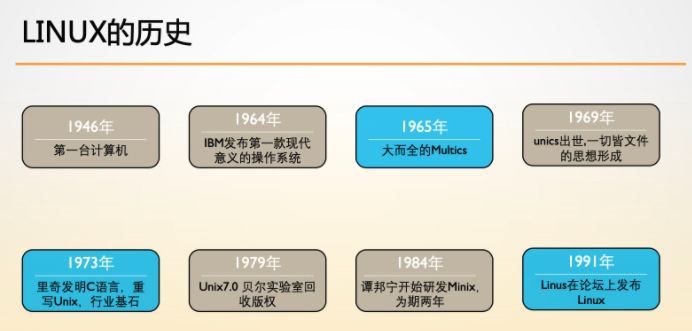 LINUX的历史
1946年
第一台计算机
1964年
IBM发布第一款现代
意义的操作系统
1965年
大而全的Multics
1969年
unics出世,一切皆文件
的思想形成
1973年
里奇发明C语言，重
写Unix，行业基石
1979年
Unix7.0 贝尔实验室回
收版权
1984年
谭邦宁开始研发Minix,
为期两年
1991年
Linus在论坛上发布
Linux